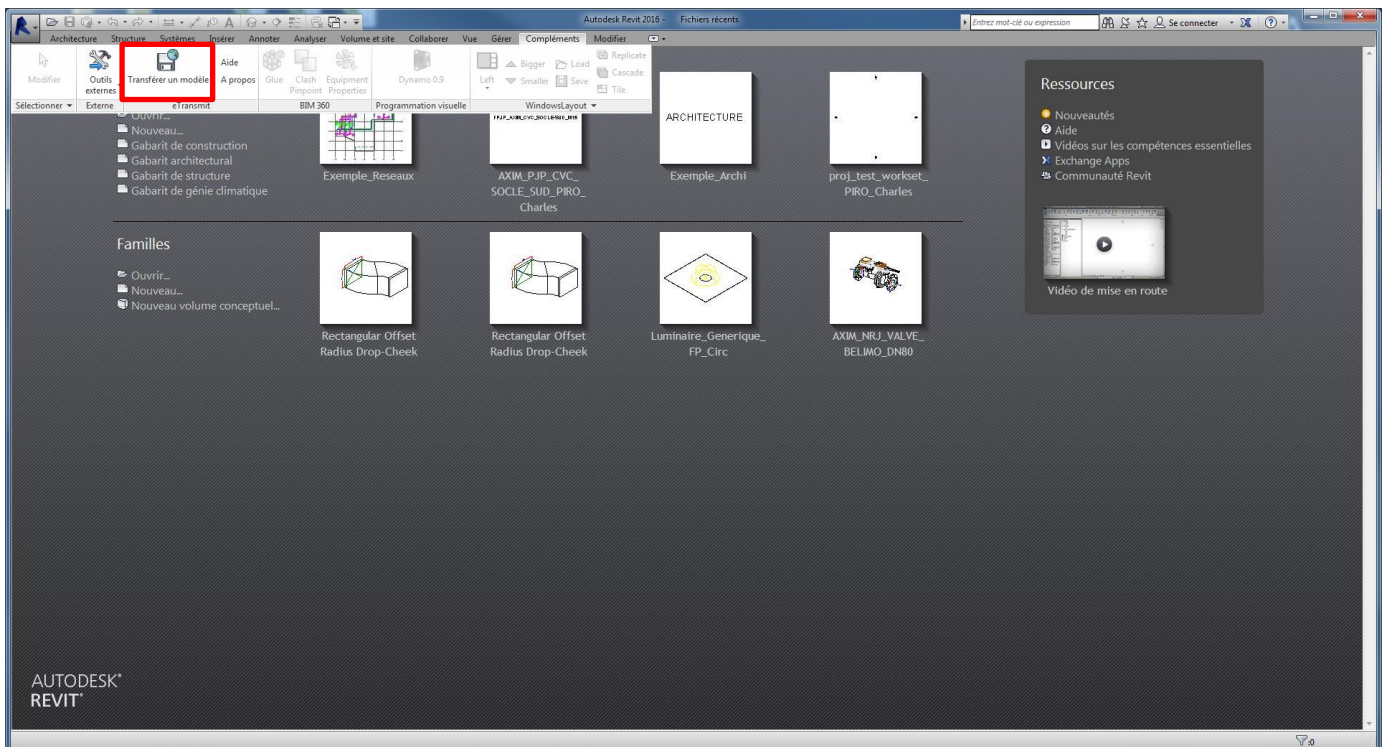 Autodesk Revit 2016 - Fichiers récents
Entrez mot-clé ou expression
Se connecter
Architecture Structure Systèmes Insérer Annoter Analyser Volume et site Collaborer Vue Gérer Compléments Modifier
Modifier
Outils externes
Transférer un modèle
Aide
A propos
Glue
Clash Pinpoint
Equipment Properties
Dynamo 0.9
Left
Bigger
Smaller
Load
Save
Replicate
Cascade
Tile
Sélectionner Externe eTransmit BIM 360 Programmation visuelle WindowsLayout
Ouvrir...
Nouveau...
Gabarit de construction
Gabarit architectural
Gabarit de structure
Gabarit de génie climatique
Exemple_Reseaux
AXIM_PJP_CVC_
SOCLE_SUD_PIRO_
Charles
ARCHITECTURE
Exemple_Archi
proj_test_workset_
PIRO_Charles
Familles
Ouvrir...
Nouveau...
Nouveau volume conceptuel...
Rectangular Offset
Radius Drop-Cheek
Rectangular Offset
Radius Drop-Cheek
Luminaire_Generique_
FP_Circ
AXIM_NRJ_VALVE_
BELIMO_DN80
Ressources
Nouveautés
Aide
Vidéos sur les compétences essentielles
Exchange Apps
Communauté Revit
Vidéo de mise en route
AUTODESK®
REVIT®
:0